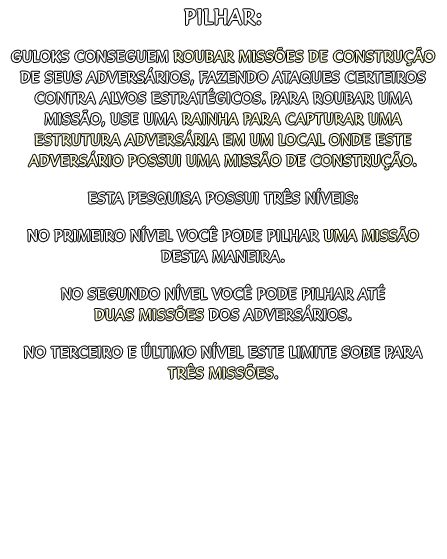 PILHAR:
GULOKS CONSEGUEM ROUBAR MISSÕES DE CONSTRUÇÃO
DE SEUS ADVERSÁRIOS, FAZENDO ATAQUES CERTEIROS
CONTRA ALVOS ESTRATÉGICOS. PARA ROUBAR UMA
MISSÃO, USE UMA RAINHA PARA CAPTURAR UMA
ESTRUTURA ADVERSÁRIA EM UM LOCAL ONDE ESTE
ADVERSÁRIO POSSUI UMA MISSÃO DE CONSTRUÇÃO.
ESTA PESQUISA POSSUI TRÊS NÍVEIS:
NO PRIMEIRO NÍVEL VOCÊ PODE PILHAR UMA MISSÃO
DESTA MANEIRA.
NO SEGUNDO NÍVEL VOCÊ PODE PILHAR ATÉ
DUAS MISSÕES DOS ADVERSÁRIOS.
NO TERCEIRO E ÚLTIMO NÍVEL ESTE LIMITE SOBE PARA
TRÊS MISSÕES.